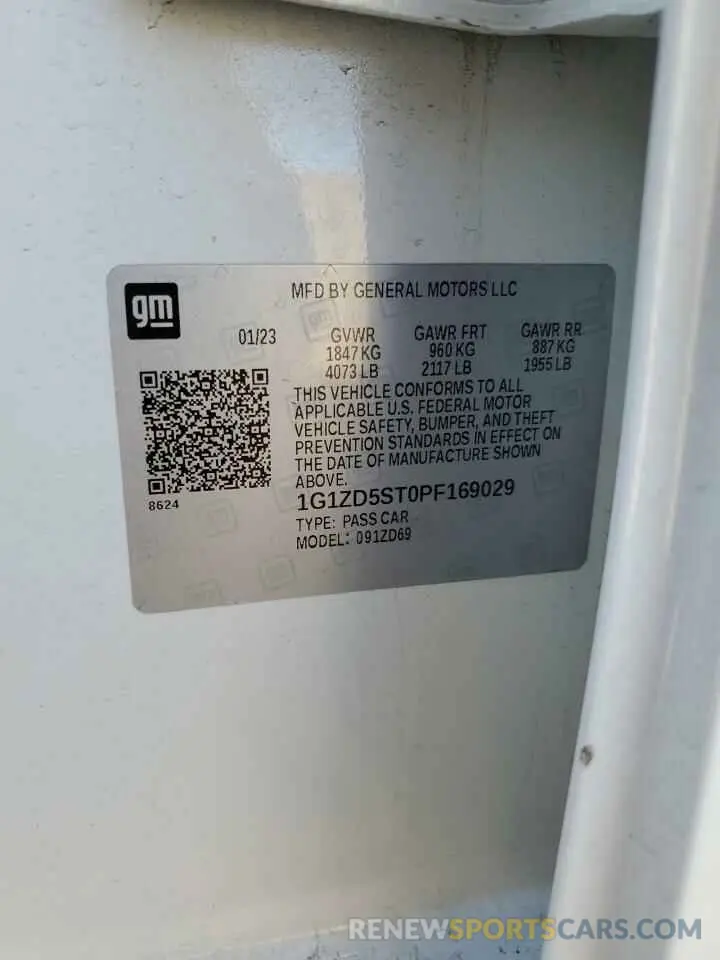 gm
MFD BY GENERAL MOTORS LLC
01/23 GVWR GAWR FRT GAWR RR
1847 KG 960 KG 887 KG
4073 LB 2117 LB 1955 LB
THIS VEHICLE CONFORMS TO ALL
APPLICABLE U.S. FEDERAL MOTOR
VEHICLE SAFETY, BUMPER, AND THEFT
PREVENTION STANDARDS IN EFFECT ON
THE DATE OF MANUFACTURE SHOWN
ABOVE.
8624
1G1ZD5ST0PF169029
TYPE: PASS CAR
MODEL: 091ZD69
RENEWSPORTSCARS.COM